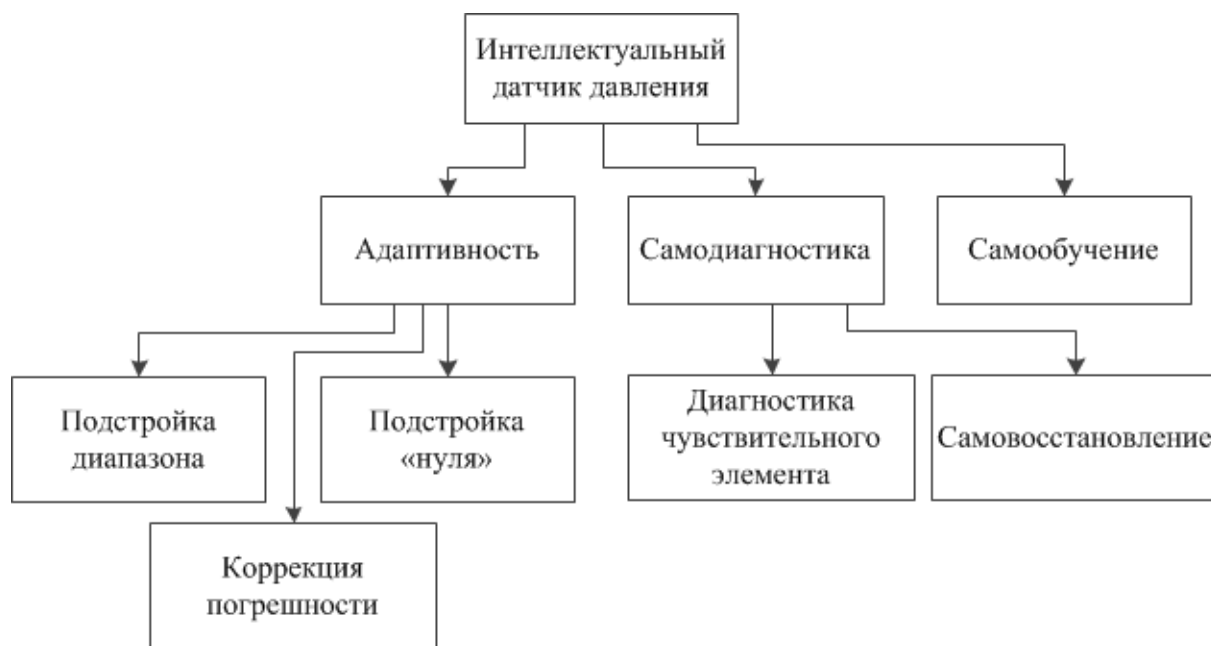 Интеллектуальный
датчик давления
Адаптивность
Самодиагностика
Самообучение
Подстройка
диапазона
Подстройка
«нуля»
Диагностика
чувствительного
элемента
Самовосстановление
Коррекция
погрешности